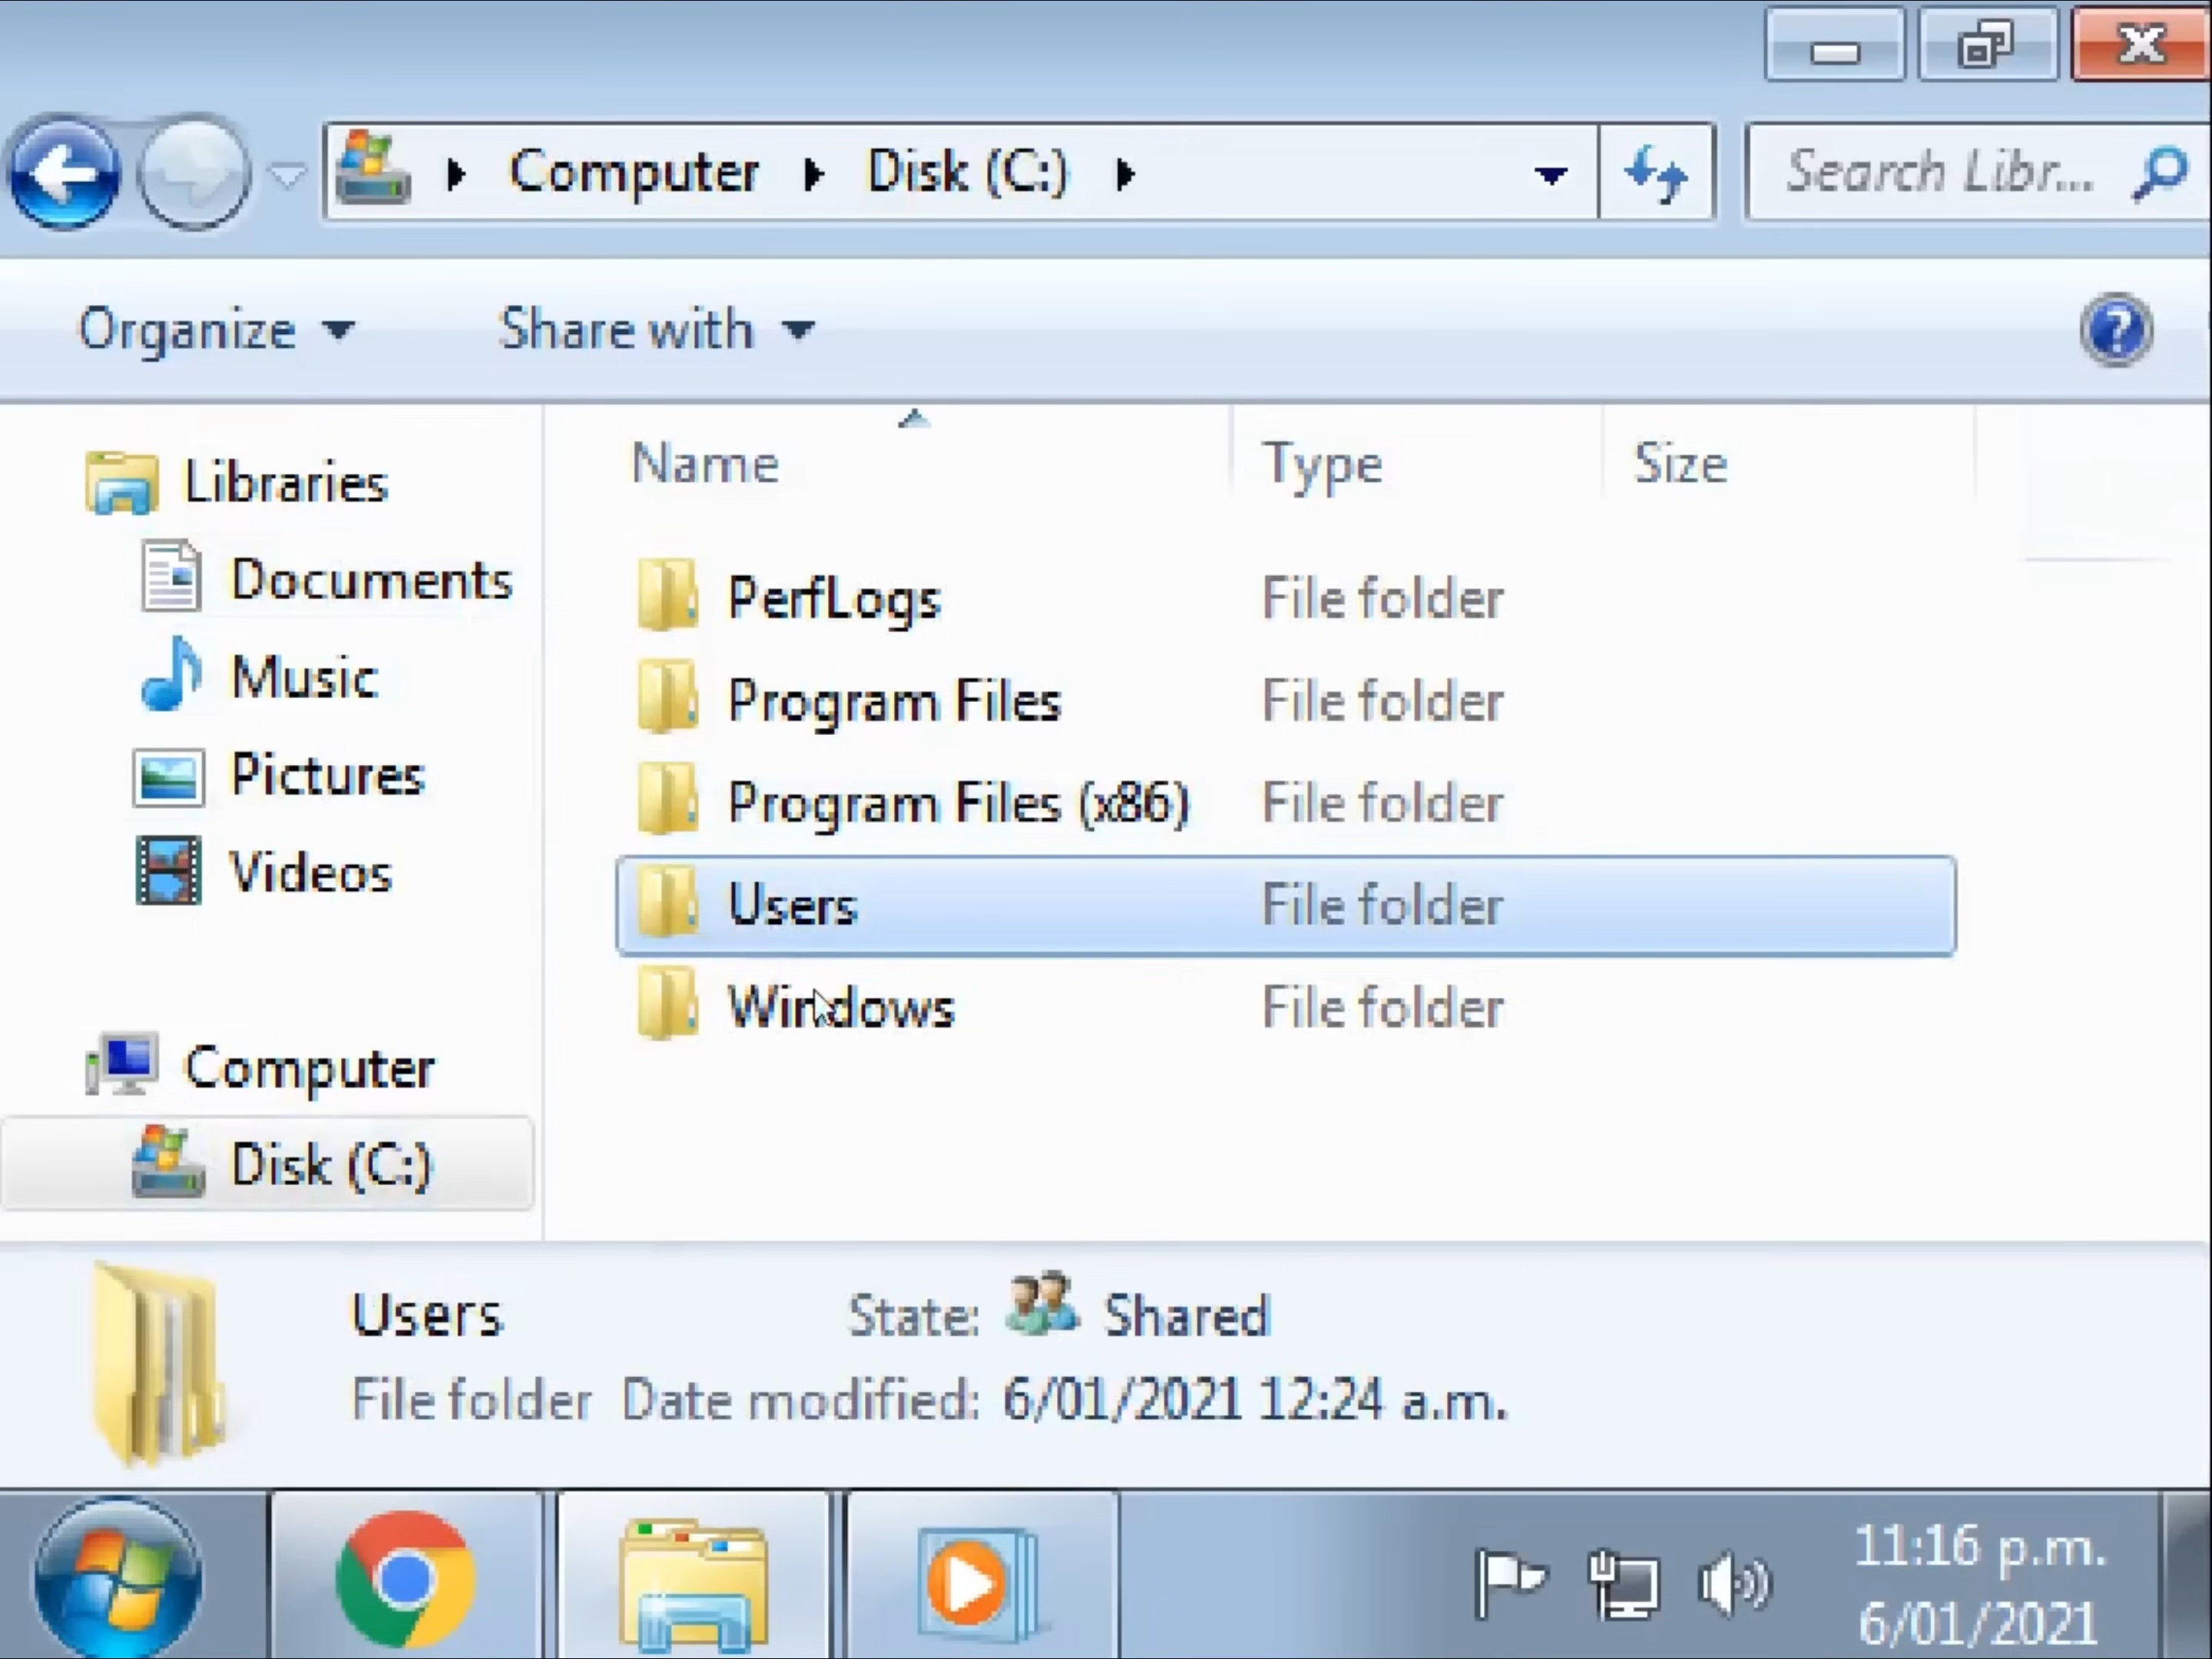 Computer Disk (C:)
Search Libr...
Organize Share with
Name Type Size
Libraries
Documents
Music
Pictures
Videos
Computer
Disk (C:)
PerfLogs File folder
Program Files File folder
Program Files (x86) File folder
Users File folder
Windows File folder
Users State: Shared
File folder Date modified: 6/01/2021 12:24 a.m.
11:16 p.m.
6/01/2021